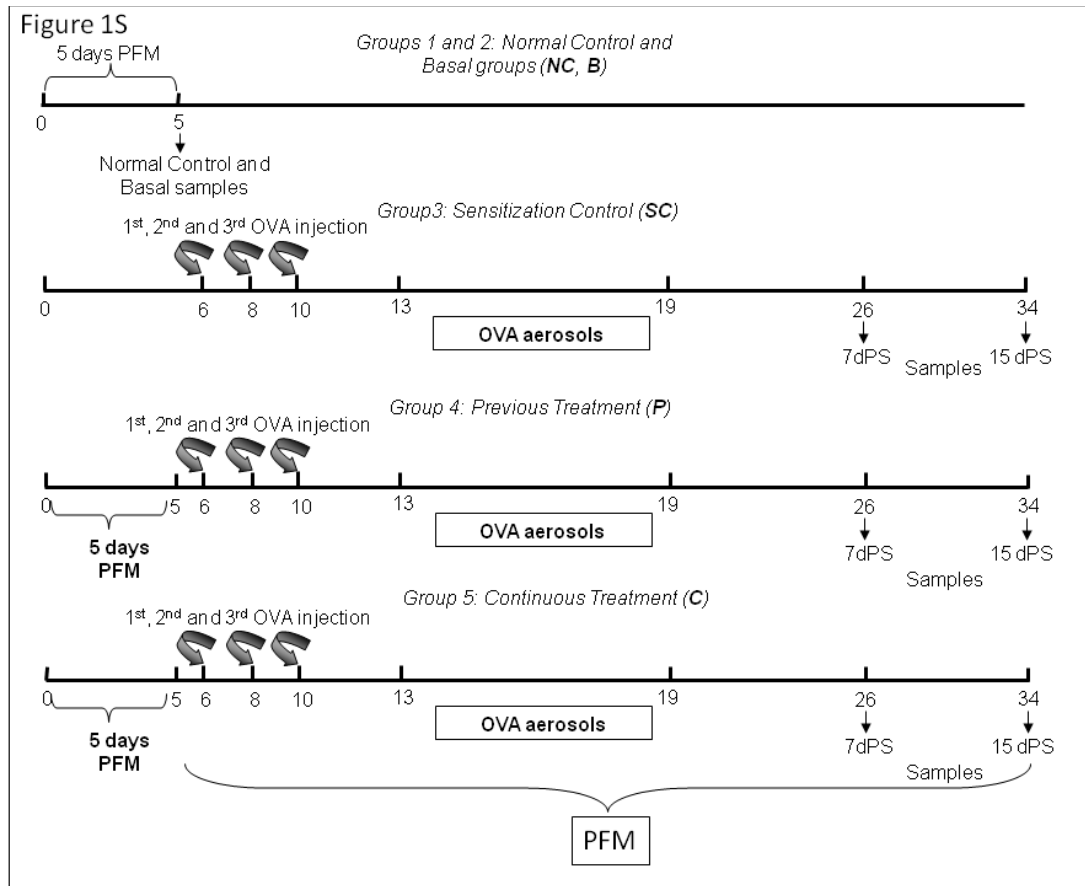 Figure 1S
Groups 1 and 2: Normal Control and
Basal groups (NC, B)
5 days PFM
0 5
Normal Control and
Basal samples
Group3: Sensitization Control (SC)
1st, 2nd and 3rd OVA injection
0 6 8 10 13 19 26 34
OVA aerosols
7dPS Samples 15 dPS
Group 4: Previous Treatment (P)
1st, 2nd and 3rd OVA injection
0 5 6 8 10 13 19 26 34
5 days
PFM
OVA aerosols
7dPS 15 dPS
Samples
Group 5: Continuous Treatment (C)
1st, 2nd and 3rd OVA injection
0 5 6 8 10 13 19 26 34
5 days
PFM
OVA aerosols
7dPS 15 dPS
Samples
PFM